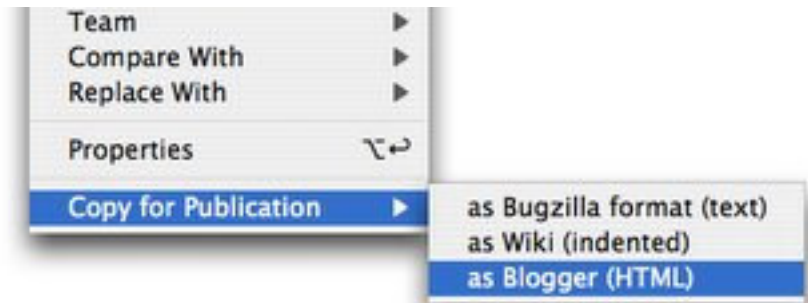 Team
Compare With
Replace With
Properties ⌥↩
Copy for Publication
as Bugzilla format (text)
as Wiki (indented)
as Blogger (HTML)